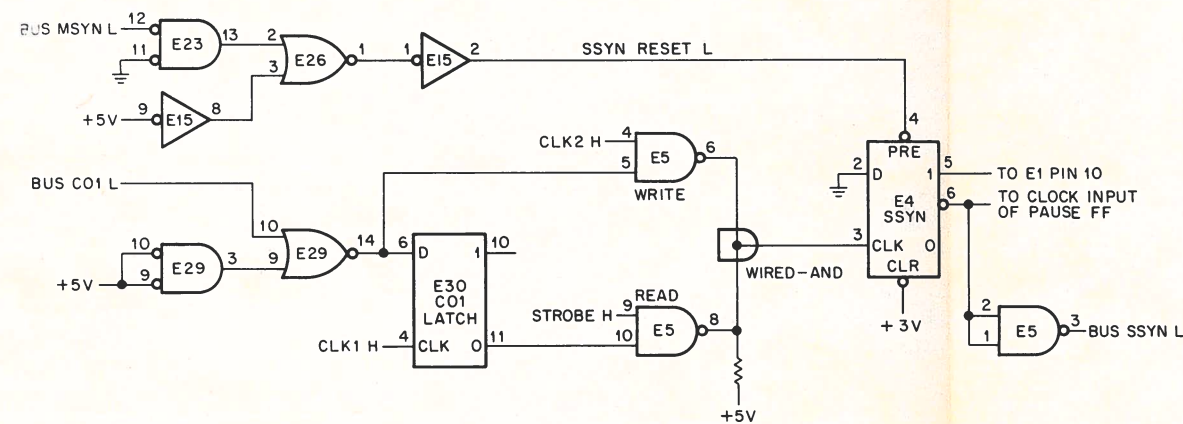 BUS MSYN L
12
11
E23
13
2
3
E26
1
1
E15
2
SSYN RESET L
+5V
9
E15
8
4
PRE
2
D
1
5
TO E1 PIN 10
E4
SSYN
6
TO CLOCK INPUT
OF PAUSE FF
3
CLK
0
CLR
+3V
CLK2 H
4
5
E5
6
WRITE
BUS CO1 L
10
9
E29
14
10
9
+5V
E29
3
6
D
1
10
E30
CO1
LATCH
CLK1 H
4
CLK
0
11
WIRED-AND
READ
STROBE H
9
10
E5
8
+5V
2
1
E5
3
BUS SSYN L